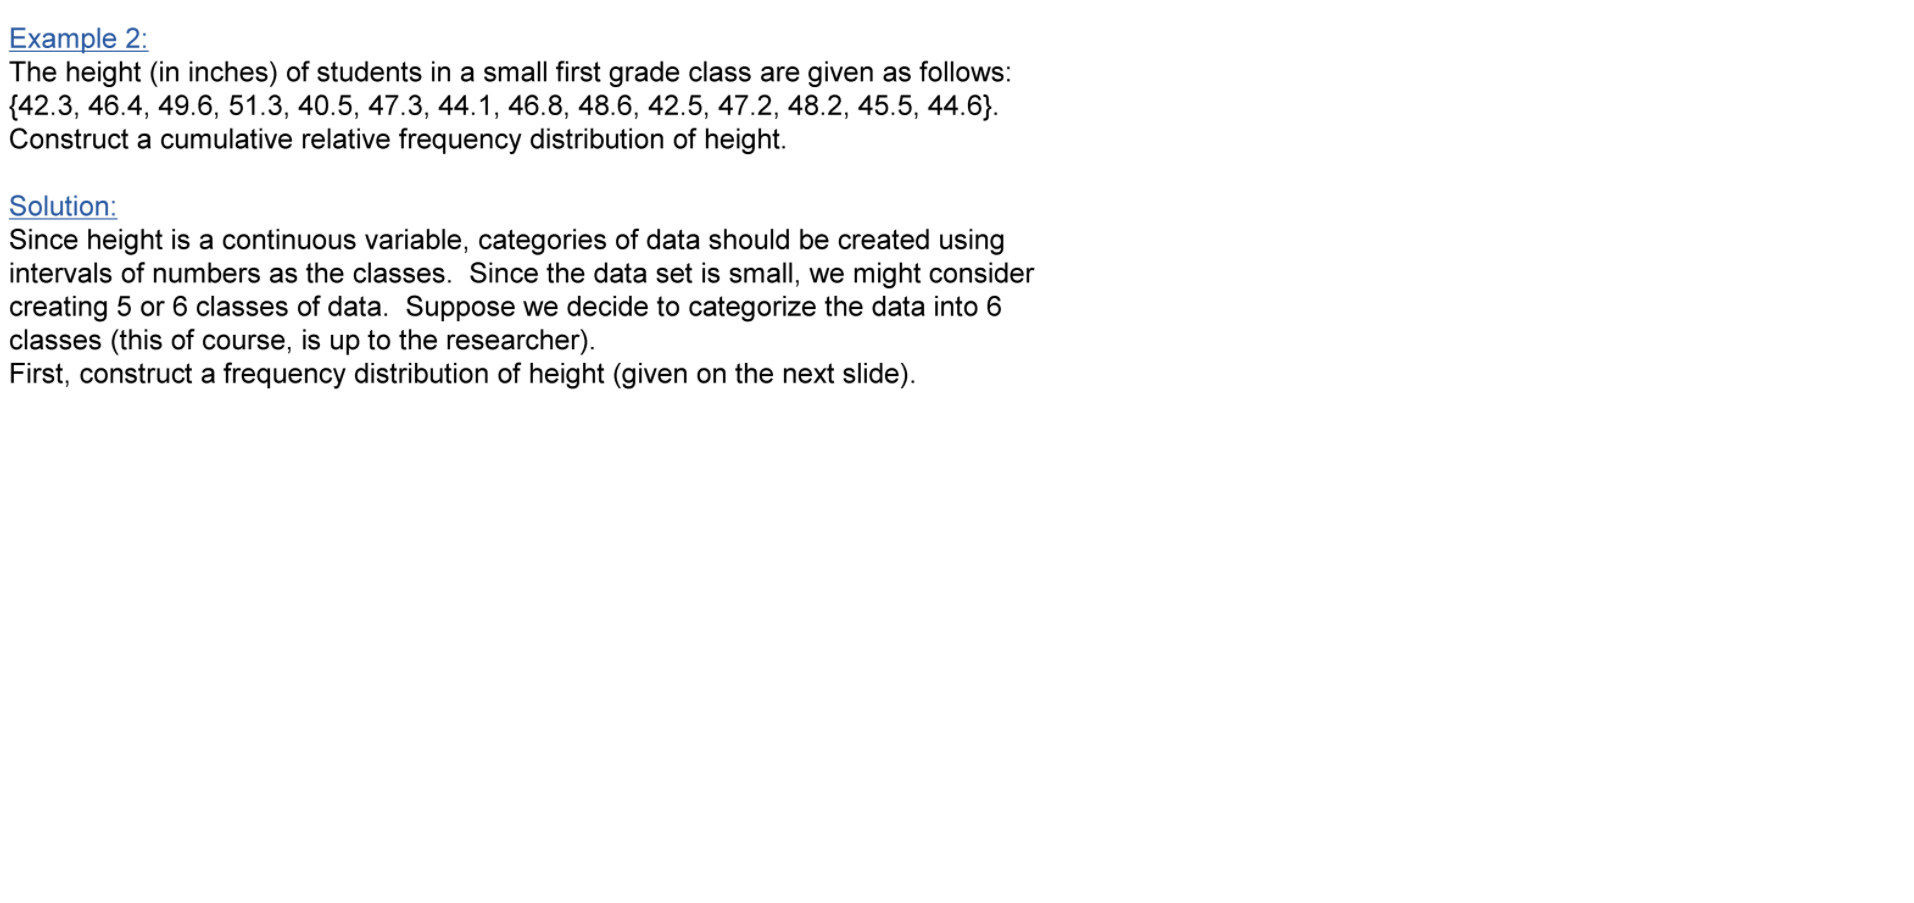 Example 2:
The height (in inches) of students in a small first grade class are given as follows:
{42.3, 46.4, 49.6, 51.3, 40.5, 47.3, 44.1, 46.8, 48.6, 42.5, 47.2, 48.2, 45.5, 44.6}.
Construct a cumulative relative frequency distribution of height.
Solution:
Since height is a continuous variable, categories of data should be created using
intervals of numbers as the classes.  Since the data set is small, we might consider
creating 5 or 6 classes of data.  Suppose we decide to categorize the data into 6
classes (this of course, is up to the researcher).
First, construct a frequency distribution of height (given on the next slide).